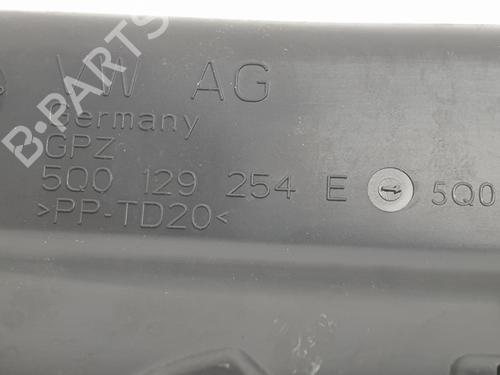 VW AG
Germany
GPZ
5Q0 129 254 E 5Q0
>PP-TD20<
B-PARTS